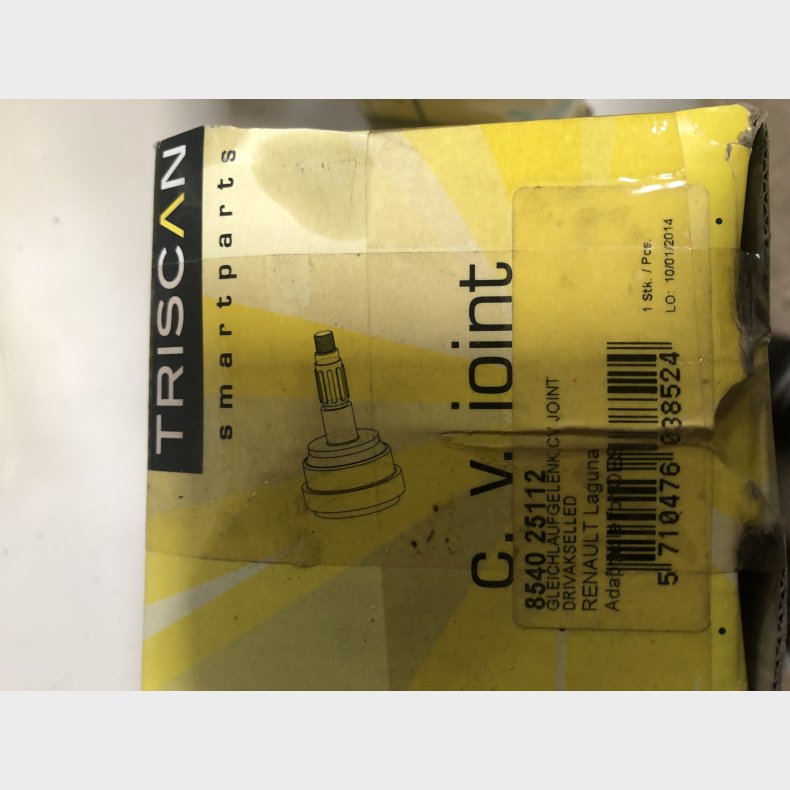 TRISCAN
smartparts
c. v. joint
8540 25112
GLEICHLAUFGELENK,CV JOINT
DRIVAKSELLED
RENAULT Laguna
5 710476 038524
1 Stk. / Pcs.
LO: 10/01/2014